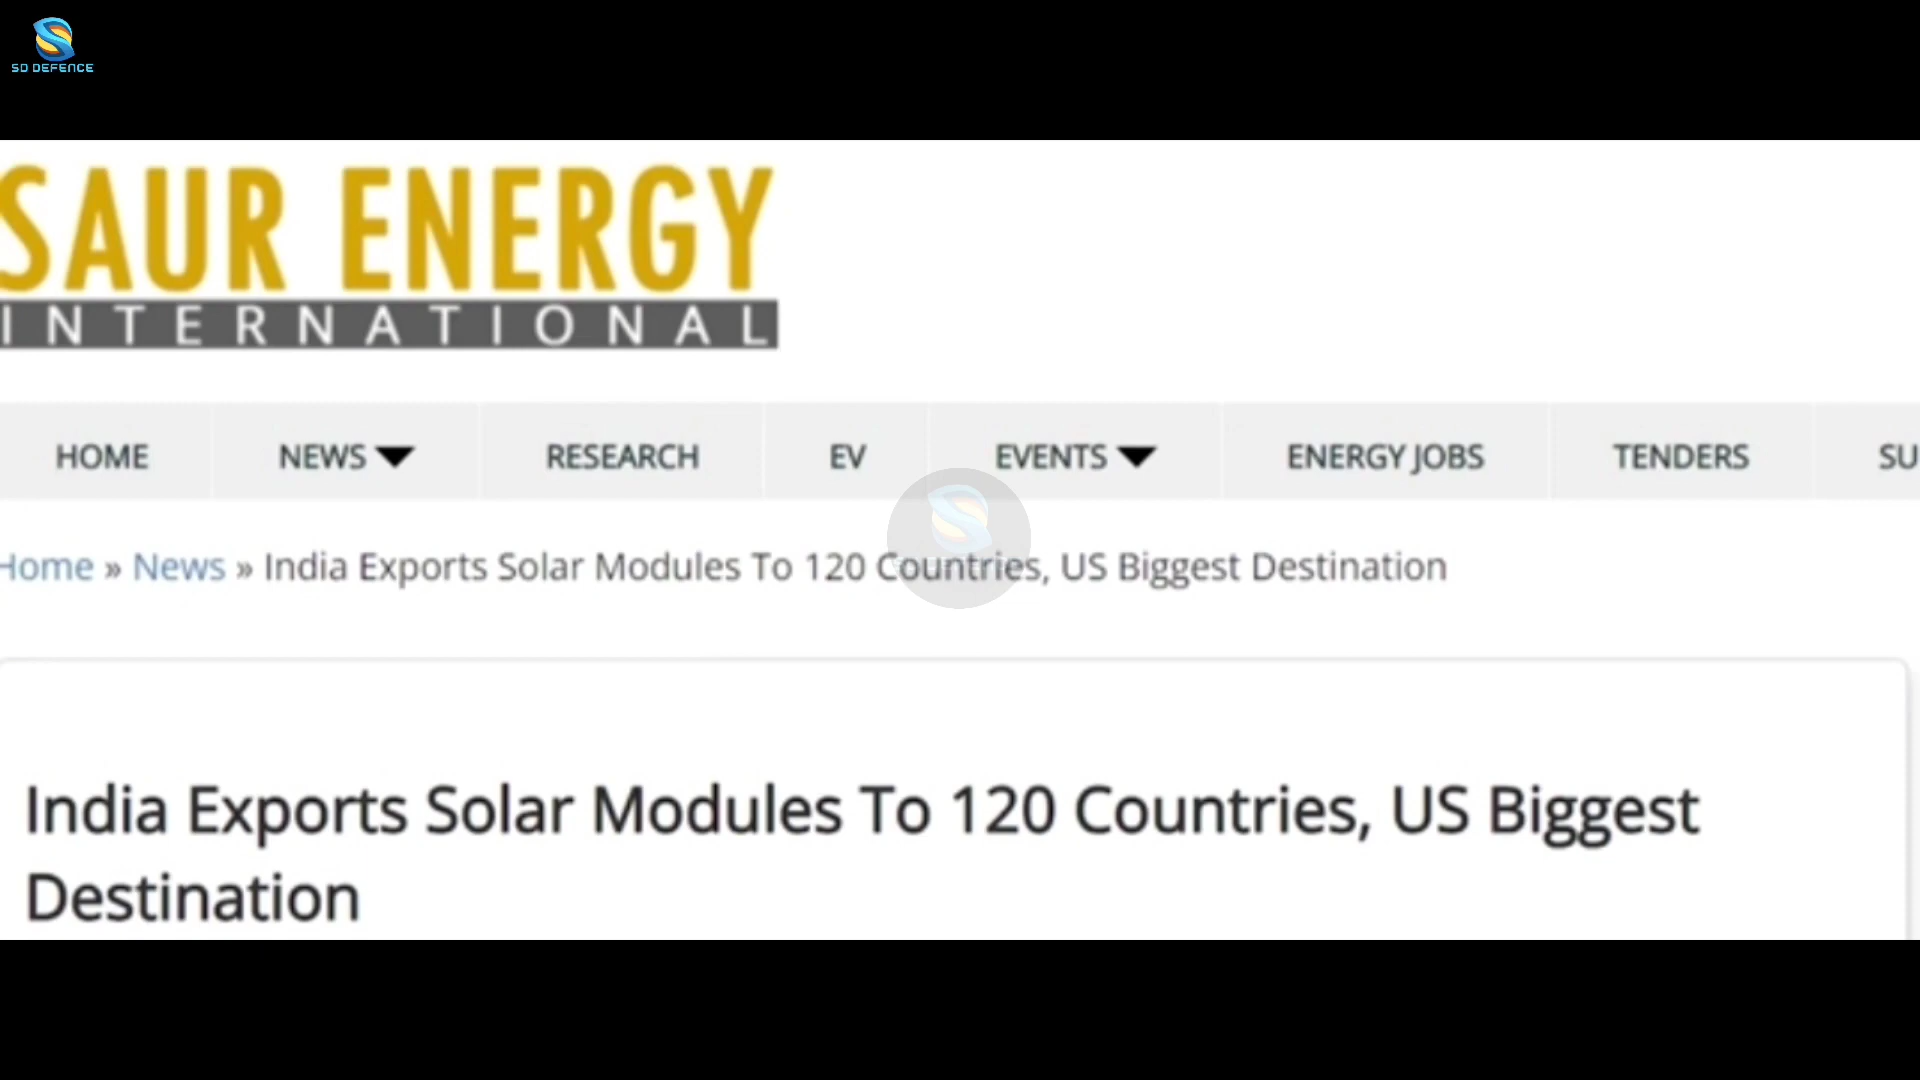 SD DEFENCE
SAUR ENERGY
INTERNATIONAL
HOME NEWS RESEARCH EV EVENTS ENERGY JOBS TENDERS SU
Home » News » India Exports Solar Modules To 120 Countries, US Biggest Destination
India Exports Solar Modules To 120 Countries, US Biggest
Destination